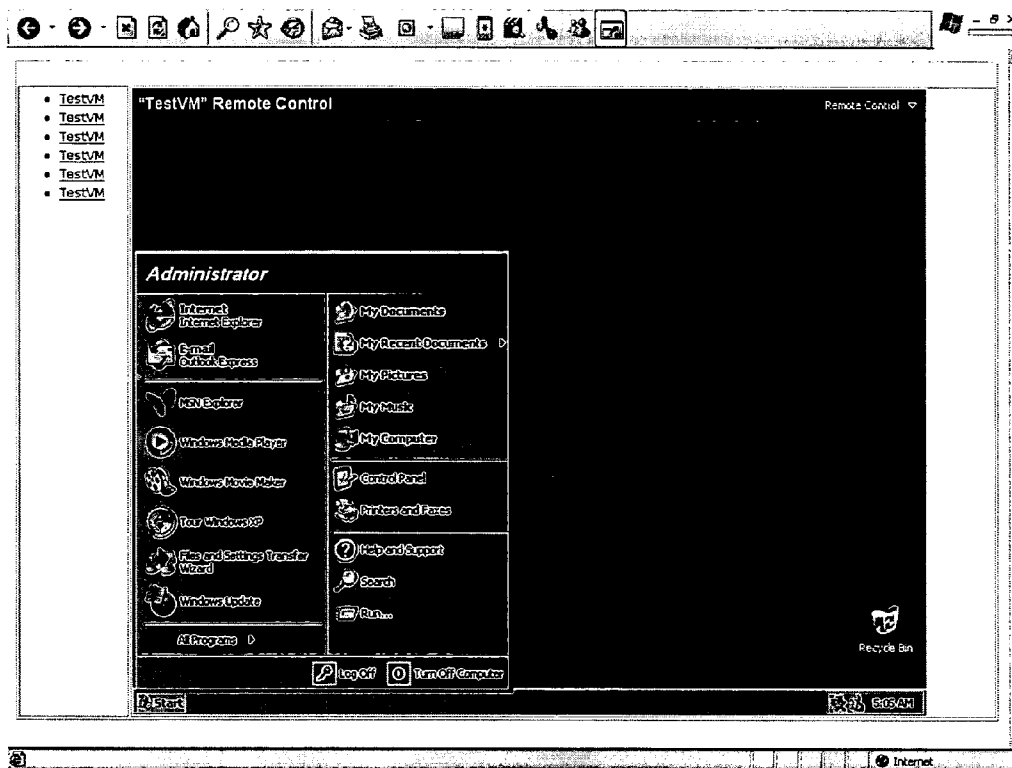 TestVM
TestVM
TestVM
TestVM
TestVM
TestVM
"TestVM" Remote Control
Remote Control
Administrator
Internet
Internet Explorer
E-mail
Outlook Express
MSN Explorer
Windows Media Player
Windows Movie Maker
Tour Windows XP
Files and Settings Transfer
Wizard
Windows Update
All Programs
My Documents
My Recent Documents
My Pictures
My Music
My Computer
Control Panel
Printers and Faxes
Help and Support
Search
Run...
Log Off
Turn Off Computer
Recycle Bin
Start
5:05 AM
Internet